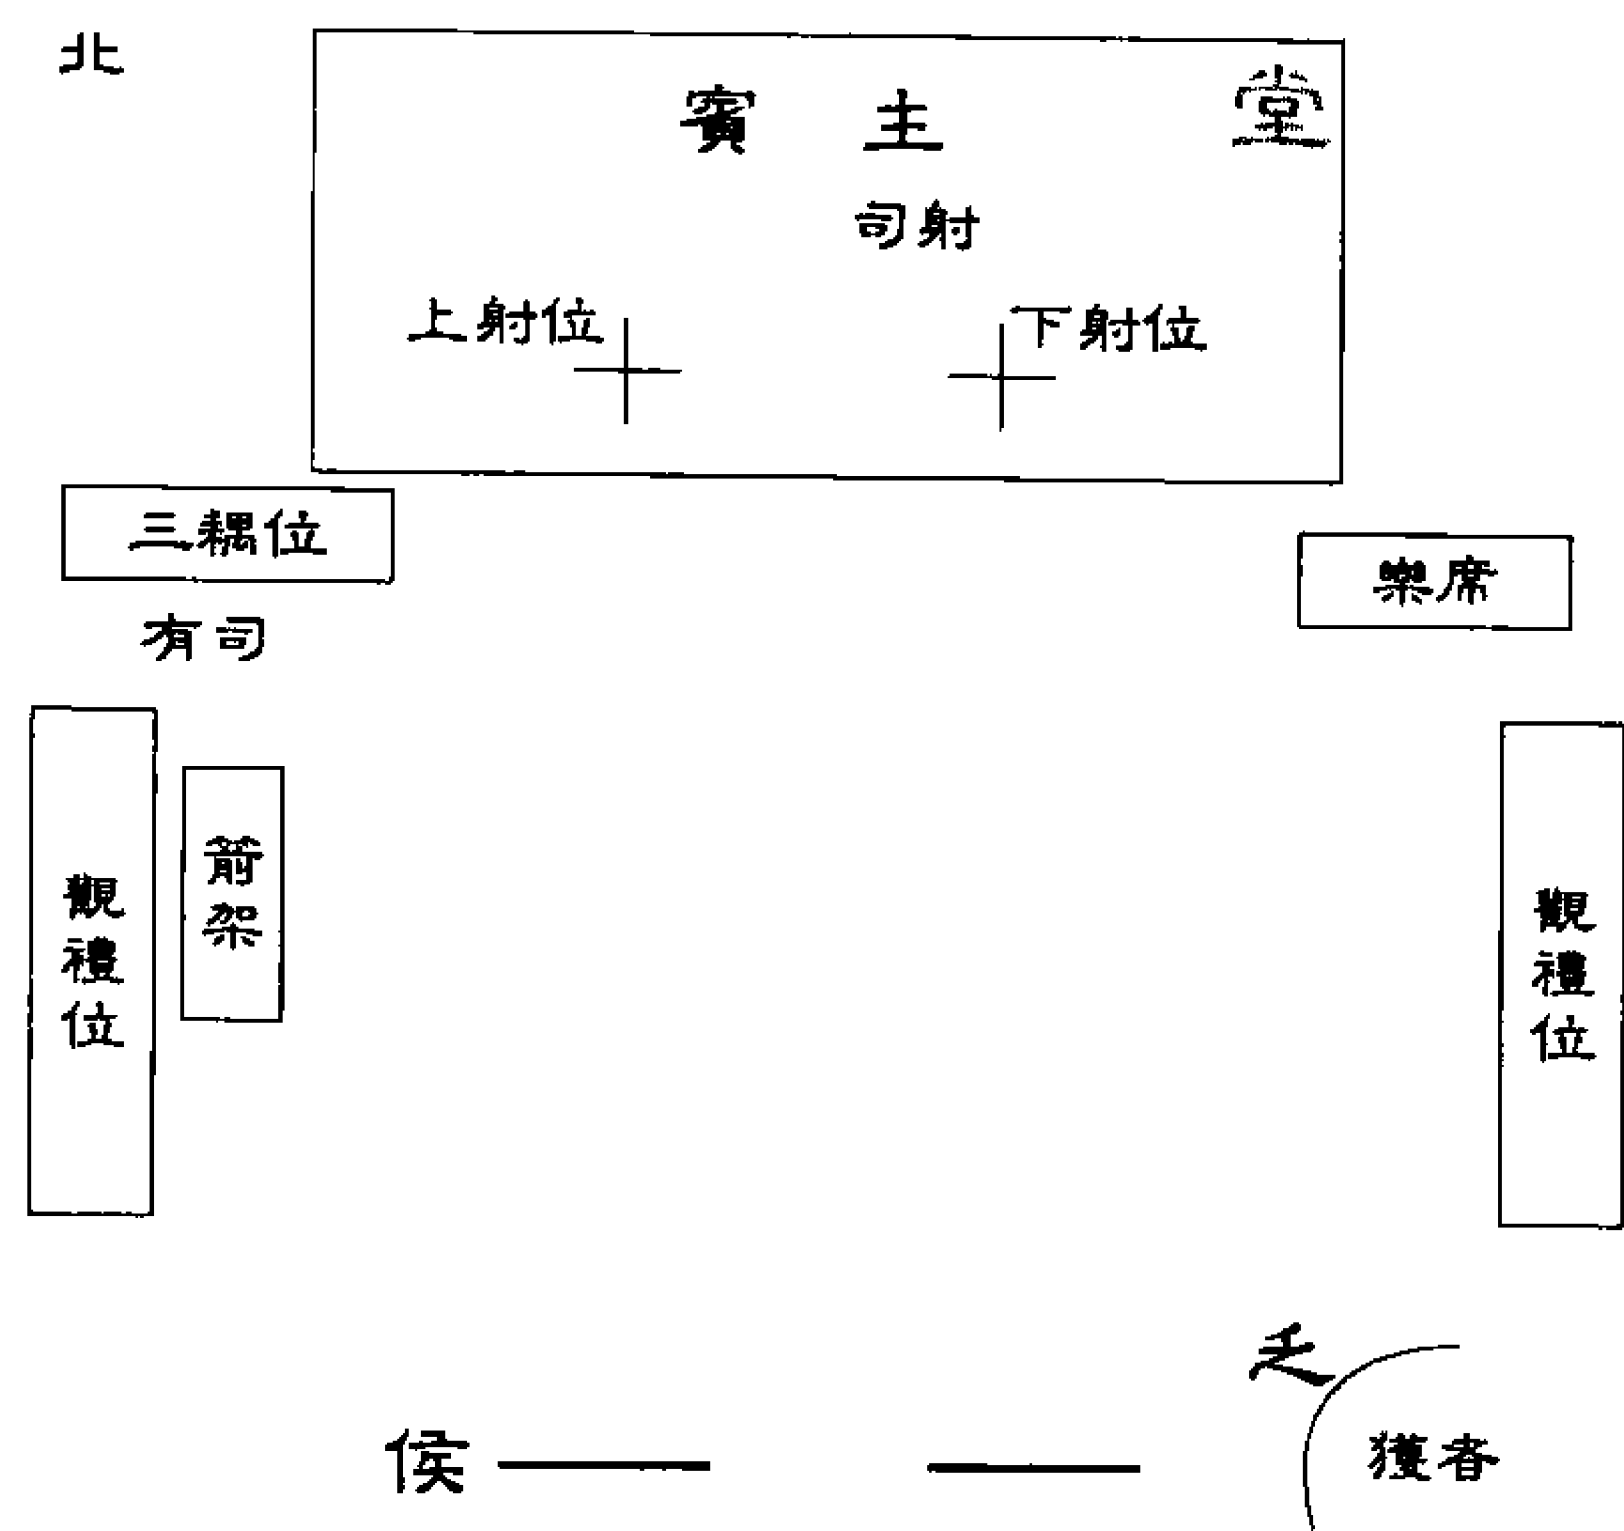 北
賓 主
堂
司射
上射位
下射位
三耦位
樂席
有司
觀禮位
箭架
觀禮位
乏
侯
獲者